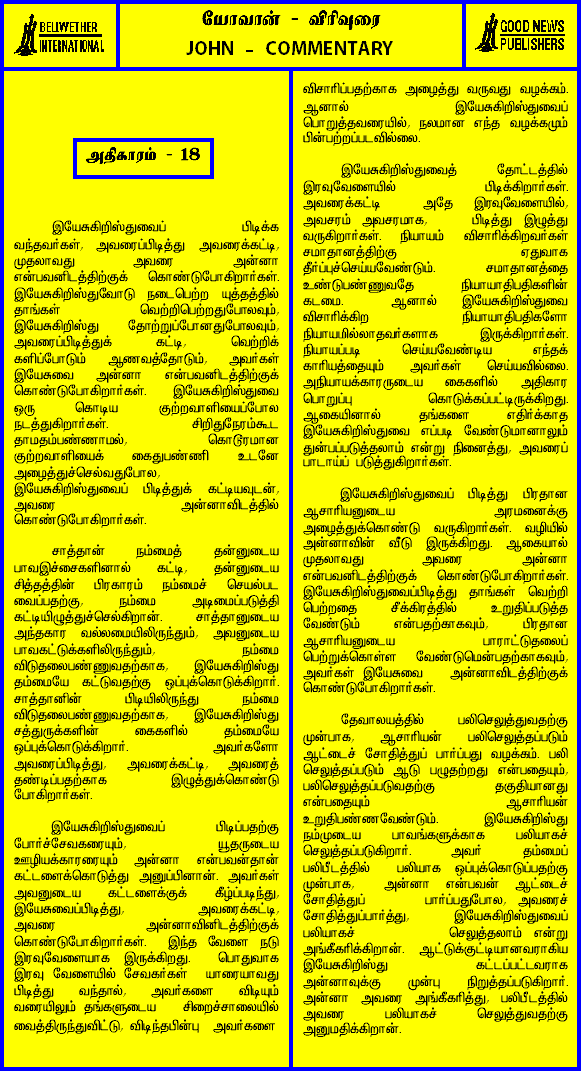 BELIWETHER
INTERNATIONAL
யோவான் - விரிவுரை
JOHN - COMMENTARY
GOOD NEWS
PUBLISHERS
அதிகாரம் - 18
இயேசுகிறிஸ்துவைப் பிடிக்க
வந்தவர்கள், அவரைப்பிடித்து அவரைக்கட்டி,
முதலாவது அவரை அன்னா
என்பவனிடத்திற்குக் கொண்டுபோகிறார்கள்.
இயேசுகிறிஸ்துவோடு நடைபெற்ற யுத்தத்தில்
தாங்கள் வெற்றிபெற்றதுபோலவும்,
இயேசுகிறிஸ்து தோற்றுப்போனதுபோலவும்,
அவரைப்பிடித்துக் கட்டி, வெற்றிக்
களிப்போடும் ஆணவத்தோடும், அவர்கள்
இயேசுவை அன்னா என்பவனிடத்திற்குக்
கொண்டுபோகிறார்கள். இயேசுகிறிஸ்துவை
ஒரு கொடிய குற்றவாளியைப்போல
நடத்துகிறார்கள். சிறிதுநேரம்கூட
தாமதம்பண்ணாமல், கொடூரமான
குற்றவாளியைக் கைதுபண்ணி உடனே
அழைத்துச்செல்வதுபோல,
இயேசுகிறிஸ்துவைப் பிடித்துக் கட்டியவுடன்,
அவரை அன்னாவிடத்தில்
கொண்டுபோகிறார்கள்.
சாத்தான் நம்மைத் தன்னுடைய
பாவஇச்சைகளினால் கட்டி, தன்னுடைய
சித்தத்தின் பிரகாரம் நம்மைச் செயல்பட
வைப்பதற்கு, நம்மை அடிமைப்படுத்தி
கட்டியிழுத்துச்செல்கிறான். சாத்தானுடைய
அந்தகார வல்லமையிலிருந்தும், அவனுடைய
பாவகட்டுக்களிலிருந்தும், நம்மை
விடுதலைபண்ணுவதற்காக, இயேசுகிறிஸ்து
தம்மையே கட்டுவதற்கு ஒப்புக்கொடுக்கிறார்.
சாத்தானின் பிடியிலிருந்து நம்மை
விடுதலைபண்ணுவதற்காக, இயேசுகிறிஸ்து
சத்துருக்களின் கைகளில் தம்மையே
ஒப்புக்கொடுக்கிறார். அவர்களோ
அவரைப்பிடித்து, அவரைக்கட்டி, அவரைத்
தண்டிப்பதற்காக இழுத்துக்கொண்டு
போகிறார்கள்.
இயேசுகிறிஸ்துவைப் பிடிப்பதற்கு
போர்ச்சேவகரையும், யூதருடைய
ஊழியக்காரரையும் அன்னா என்பவன்தான்
கட்டளைக்கொடுத்து அனுப்பினான். அவர்கள்
அவனுடைய கட்டளைக்குக் கீழ்ப்படிந்து,
இயேசுவைப்பிடித்து, அவரைக்கட்டி,
அவரை அன்னாவினிடத்திற்குக்
கொண்டுபோகிறார்கள். இந்த வேளை நடு
இரவுவேளையாக இருக்கிறது. பொதுவாக
இரவு வேளையில் சேவகர்கள் யாரையாவது
பிடித்து வந்தால், அவர்களை விடியும்
வரையிலும் தங்களுடைய சிறைச்சாலையில்
வைத்திருந்துவிட்டு, விடிந்தபின்பு அவர்களை
விசாரிப்பதற்காக அழைத்து வருவது வழக்கம்.
ஆனால் இயேசுகிறிஸ்துவைப்
பொறுத்தவரையில், நலமான எந்த வழக்கமும்
பின்பற்றப்படவில்லை.
இயேசுகிறிஸ்துவைத் தோட்டத்தில்
இரவுவேளையில் பிடிக்கிறார்கள்.
அவரைக்கட்டி அதே இரவுவேளையில்,
அவசரம் அவசரமாக, பிடித்து இழுத்து
வருகிறார்கள். நியாயம் விசாரிக்கிறவர்கள்
சமாதானத்திற்கு ஏதுவாக
தீர்ப்புச்செய்யவேண்டும். சமாதானத்தை
உண்டுபண்ணுவதே நியாயாதிபதிகளின்
கடமை. ஆனால் இயேசுகிறிஸ்துவை
விசாரிக்கிற நியாயாதிபதிகளோ
நியாயமில்லாதவர்களாக இருக்கிறார்கள்.
நியாயப்படி செய்யவேண்டிய எந்தக்
காரியத்தையும் அவர்கள் செய்யவில்லை.
அநியாயக்காரருடைய கைகளில் அதிகார
பொறுப்பு கொடுக்கப்பட்டிருக்கிறது.
ஆகையினால் தங்களை எதிர்க்காத
இயேசுகிறிஸ்துவை எப்படி வேண்டுமானாலும்
துன்பப்படுத்தலாம் என்று நினைத்து, அவரைப்
பாடாய்ப் படுத்துகிறார்கள்.
இயேசுகிறிஸ்துவைப் பிடித்து பிரதான
ஆசாரியனுடைய அரமனைக்கு
அழைத்துக்கொண்டு வருகிறார்கள். வழியில்
அன்னாவின் வீடு இருக்கிறது. ஆகையால்
முதலாவது அவரை அன்னா
என்பவனிடத்திற்குக் கொண்டுபோகிறார்கள்.
இயேசுகிறிஸ்துவைப்பிடித்து தாங்கள் வெற்றி
பெற்றதை சீக்கிரத்தில் உறுதிப்படுத்த
வேண்டும் என்பதற்காகவும், பிரதான
ஆசாரியனுடைய பாராட்டுதலைப்
பெற்றுக்கொள்ள வேண்டுமென்பதற்காகவும்,
அவர்கள் இயேசுவை அன்னாவிடத்திற்குக்
கொண்டுபோகிறார்கள்.
தேவாலயத்தில் பலிசெலுத்துவதற்கு
முன்பாக, ஆசாரியன் பலிசெலுத்தப்படும்
ஆட்டைச் சோதித்துப் பார்ப்பது வழக்கம். பலி
செலுத்தப்படும் ஆடு பழுதற்றது என்பதையும்,
பலிசெலுத்தப்படுவதற்கு தகுதியானது
என்பதையும் ஆசாரியன்
உறுதிபண்ணவேண்டும். இயேசுகிறிஸ்து
நம்முடைய பாவங்களுக்காக பலியாகச்
செலுத்தப்படுகிறார். அவர் தம்மைப்
பலிபீடத்தில் பலியாக ஒப்புக்கொடுப்பதற்கு
முன்பாக, அன்னா என்பவன் ஆட்டைச்
சோதித்துப் பார்ப்பதுபோல, அவரைச்
சோதித்துப்பார்த்து, இயேசுகிறிஸ்துவைப்
பலியாகச் செலுத்தலாம் என்று
அங்கீகரிக்கிறான். ஆட்டுக்குட்டியானவராகிய
இயேசுகிறிஸ்து கட்டப்பட்டவராக
அன்னாவுக்கு முன்பு நிறுத்தப்படுகிறார்.
அன்னா அவரை அங்கீகரித்து, பலிபீடத்தில்
அவரை பலியாகச் செலுத்துவதற்கு
அனுமதிக்கிறான்.